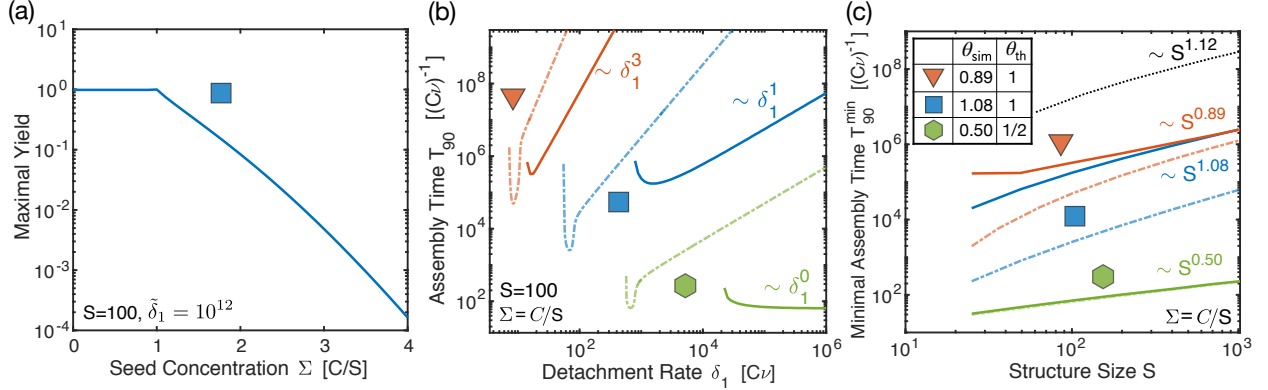 (a)
Maximal Yield
10^1
10^0
10^-1
10^-2
10^-3
10^-4
S=100, δ̃₁ = 10^12
0 1 2 3 4
Seed Concentration Σ [C/S]
(b)
Assembly Time T₉₀ [(Cν)^-1]
10^8
10^6
10^4
10^2
~ δ₁^3
~ δ₁^1
~ δ₁^0
S=100
Σ=C/S
10^2 10^4 10^6
Detachment Rate δ₁ [Cν]
(c)
Minimal Assembly Time T₉₀^min [(Cν)^-1]
10^8
10^6
10^4
10^2
θ_sim θ_th
0.89 1
1.08 1
0.50 1/2
~ S^1.12
~ S^0.89
~ S^1.08
~ S^0.50
Σ=C/S
10^1 10^2 10^3
Structure Size S